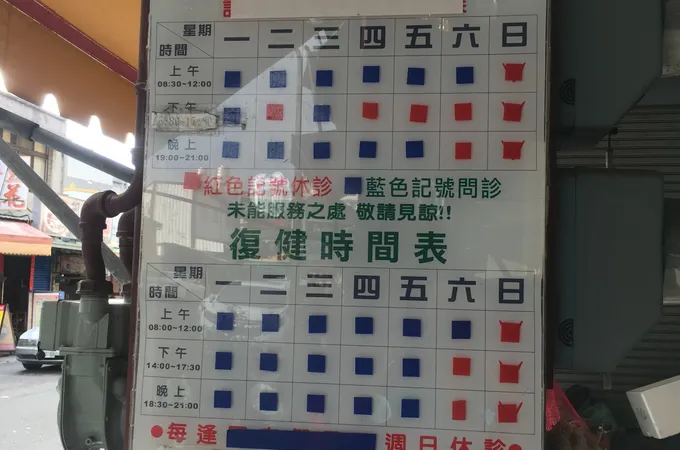 星期 一 二 三 四 五 六 日
時間
上午
08:30~12:00
下午
晚上
19:00~21:00
紅色記號休診 藍色記號問診
未能服務之處 敬請見諒!!
復健時間表
星期 一 二 三 四 五 六 日
時間
上午
08:00~12:00
下午
14:00~17:30
晚上
18:30~21:00
每逢 週日休診
花